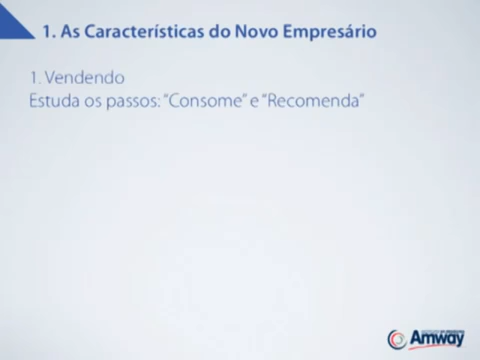 1. As Características do Novo Empresário
1. Vendendo
Estuda os passos: “Consome” e “Recomenda”
Amway